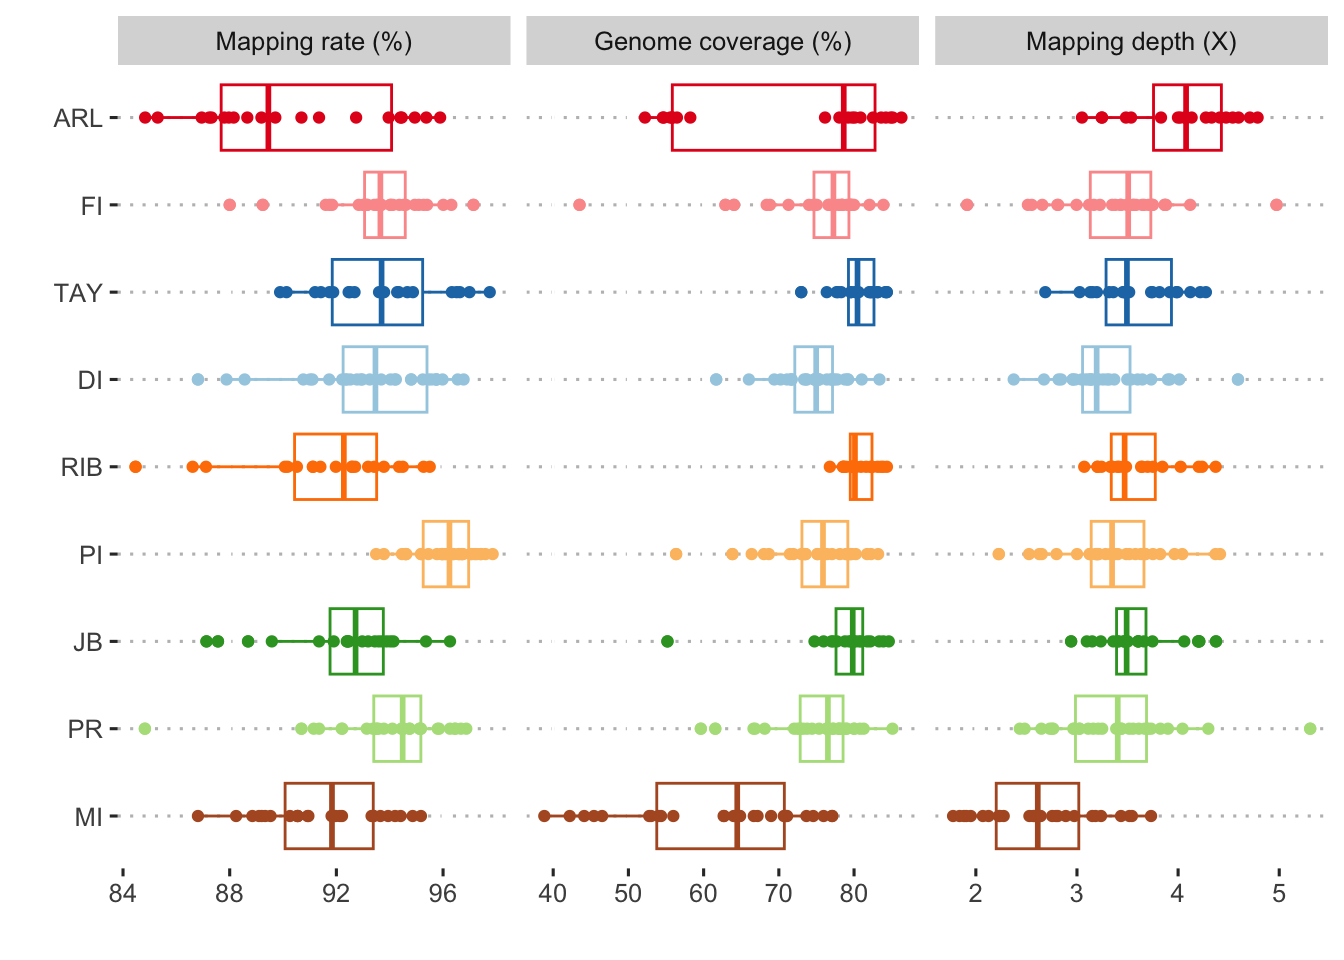 Mapping rate (%) Genome coverage (%) Mapping depth (X)
ARL
FI
TAY
DI
RIB
PI
JB
PR
MI
84 88 92 96 40 50 60 70 80 2 3 4 5